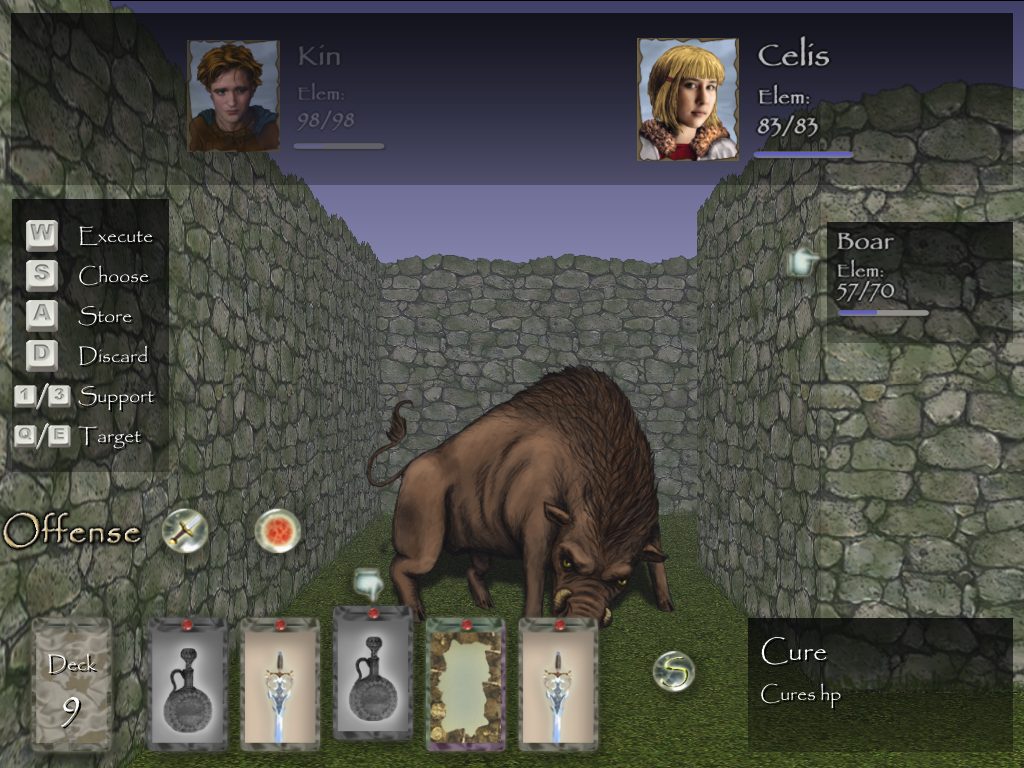 Kin
Elem:
98/98
Celis
Elem:
83/83
W Execute
S Choose
A Store
D Discard
1/3 Support
Q/E Target
Boar
Elem:
57/70
Offense
Deck
9
S
Cure
Cures hp